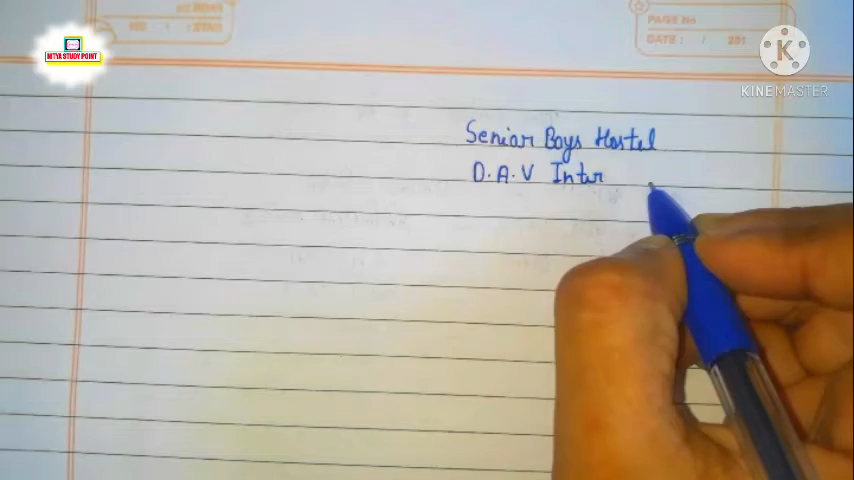 PAGE No
DATE : / 201
NITYA STUDY POINT
K
KINEMASTER
Senior Boys Hostel
D.A.V Inter